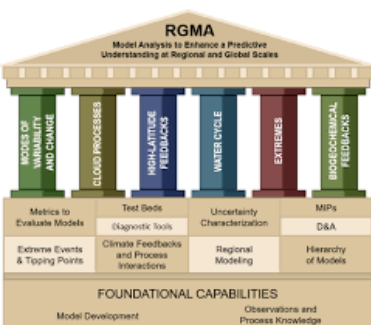 RGMA
Model Analysis to Enhance a Predictive
Understanding at Regional and Global Scales
MODES OF
VARIABILITY
AND CHANGE
CLOUD PROCESSES
HIGH-LATITUDE
FEEDBACKS
WATER CYCLE
EXTREMES
BIOGEOCHEMICAL
FEEDBACKS
Metrics to
Evaluate Models
Test Beds
Diagnostic Tools
Uncertainty
Characterization
MIPs
D&A
Extreme Events
& Tipping Points
Climate Feedbacks
and Process
Interactions
Regional
Modeling
Hierarchy
of Models
FOUNDATIONAL CAPABILITIES
Model Development
Observations and
Process Knowledge